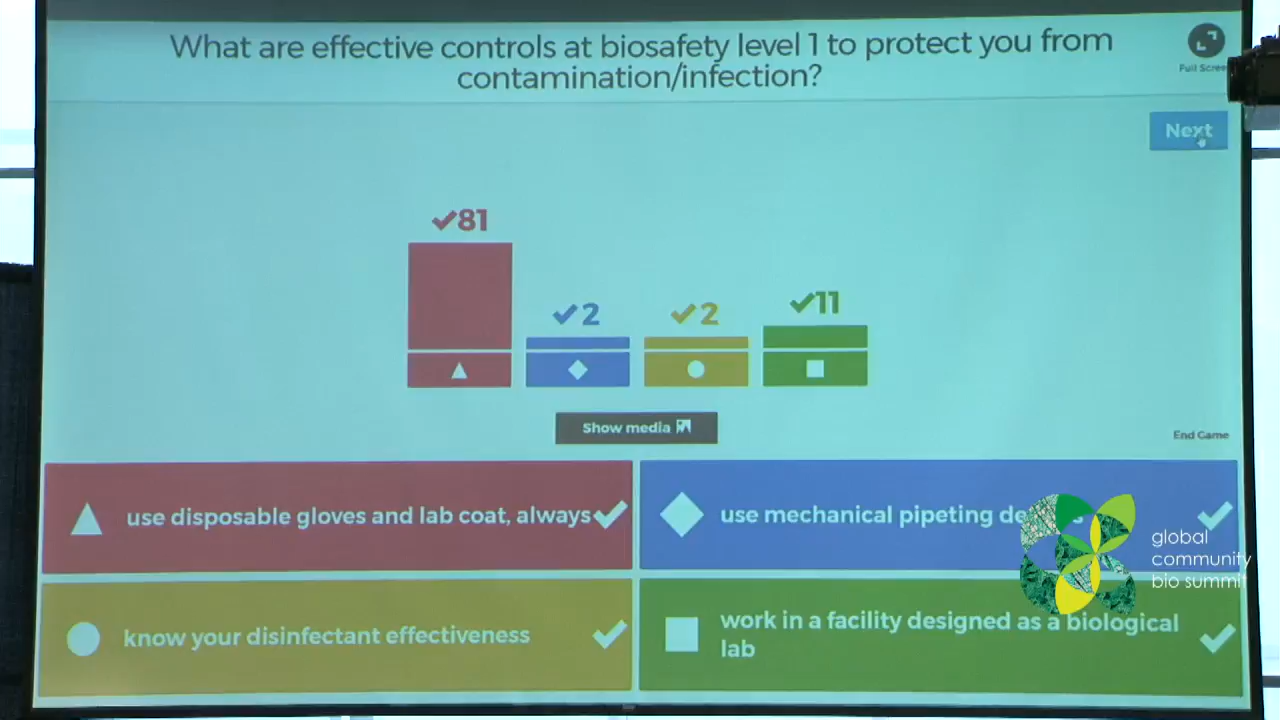 What are effective controls at biosafety level 1 to protect you from
contamination/infection?
Full Screen
Next
81
2
2
11
Show media
End Game
use disposable gloves and lab coat, always
use mechanical pipeting
know your disinfectant effectiveness
work in a facility designed as a biological
lab
global
community
bio summit